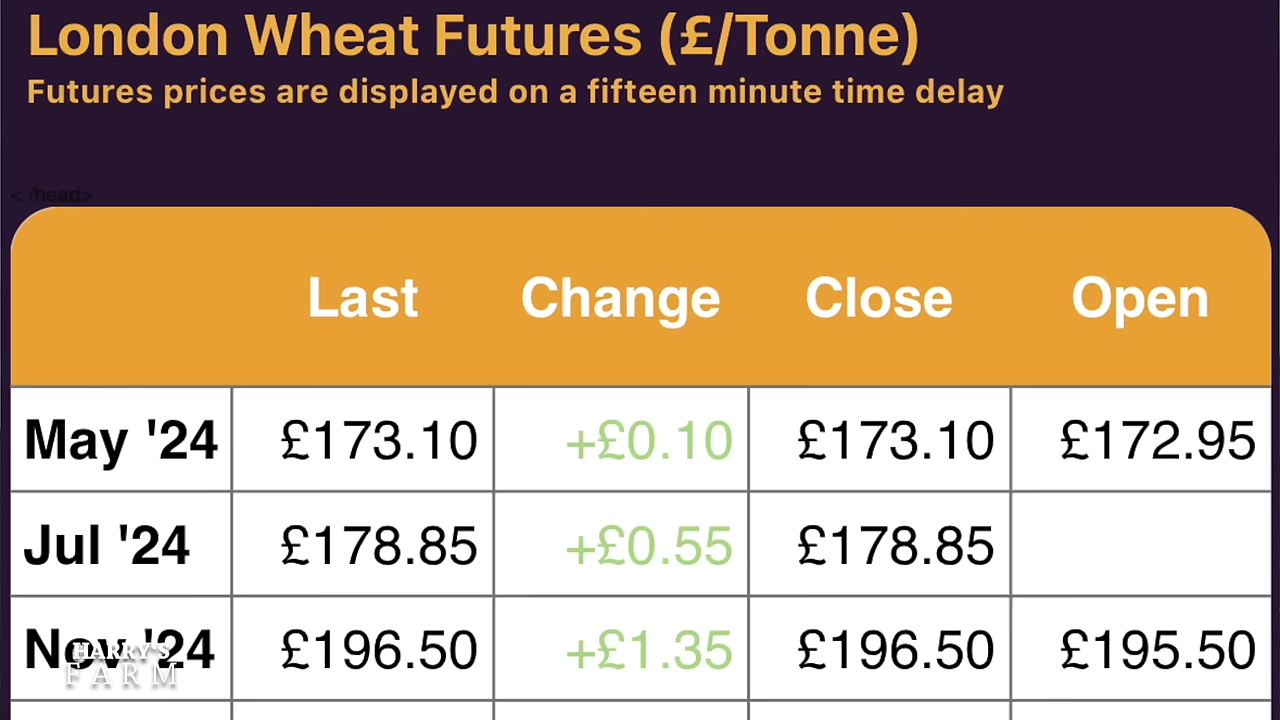 London Wheat Futures (£/Tonne)
Futures prices are displayed on a fifteen minute time delay
< /head>
Last Change Close Open
May '24 £173.10 +£0.10 £173.10 £172.95
Jul '24 £178.85 +£0.55 £178.85
Nov '24 £196.50 +£1.35 £196.50 £195.50
HARRY'S
FARM